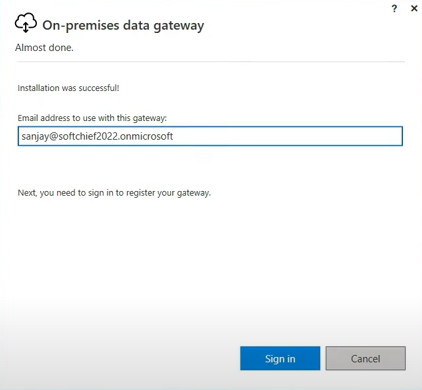 ? ×
On-premises data gateway
Almost done.
Installation was successful!
Email address to use with this gateway:
sanjay@softchief2022.onmicrosoft
Next, you need to sign in to register your gateway.
Sign in Cancel